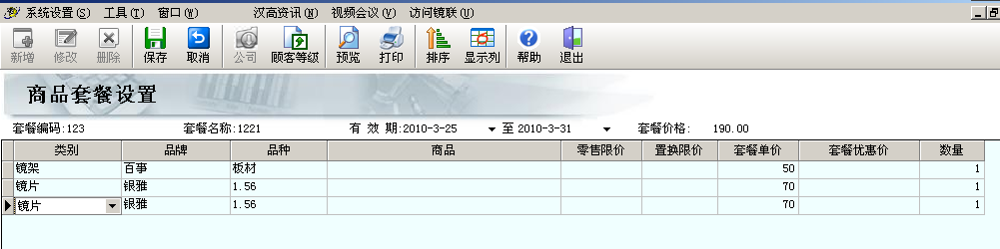 系统设置(S) 工具(T) 窗口(W) 汉高资讯(N) 视频会议(V) 访问镜联(U)
新增 修改 删除 保存 取消 公司 顾客等级 预览 打印 排序 显示列 帮助 退出
商品套餐设置
套餐编码:123 套餐名称:1221 有 效 期:2010-3-25 至 2010-3-31 套餐价格: 190.00
类别 品牌 品种 商品 零售限价 置换限价 套餐单价 套餐优惠价 数量
镜架 百事 板材 50 1
镜片 银雅 1.56 70 1
镜片 银雅 1.56 70 1